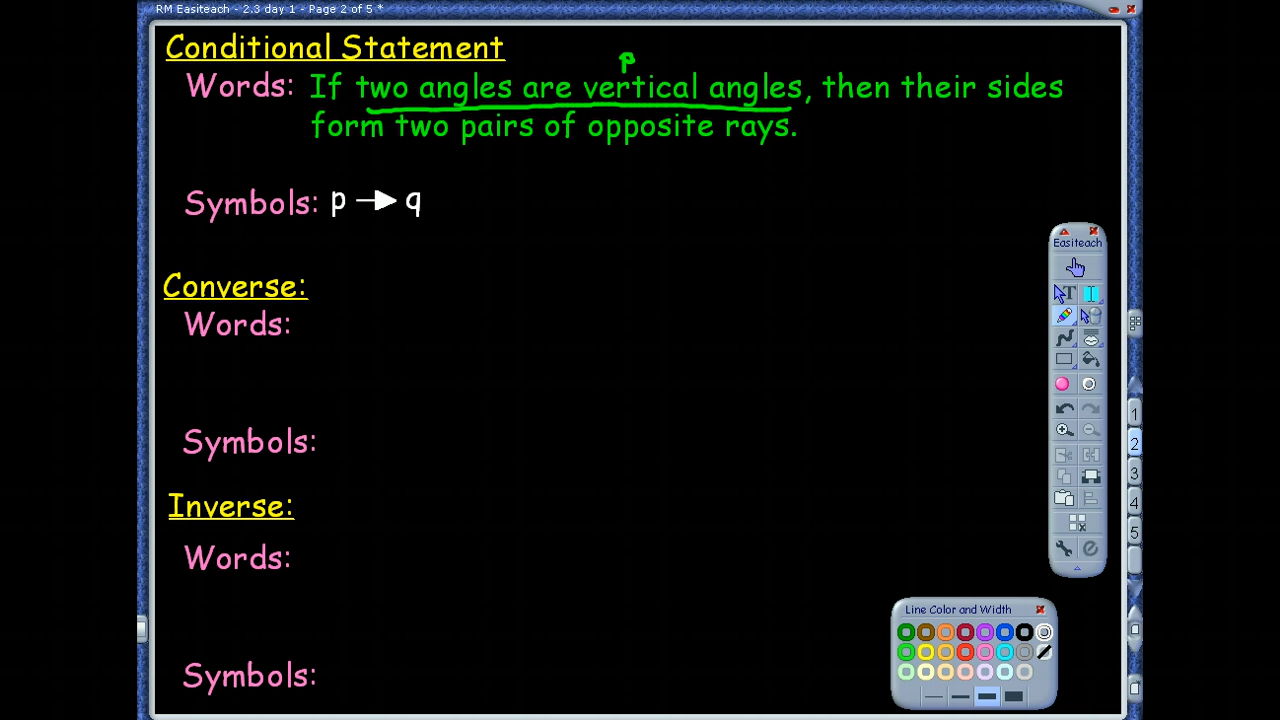 RM Easiteach - 2.3 day 1 - Page 2 of 5 *
Conditional Statement
p
Words: If two angles are vertical angles, then their sides
form two pairs of opposite rays.
Symbols: p → q
Easiteach
Converse:
Words:
Symbols:
Inverse:
Words:
Symbols:
1
2
3
4
5
Line Color and Width